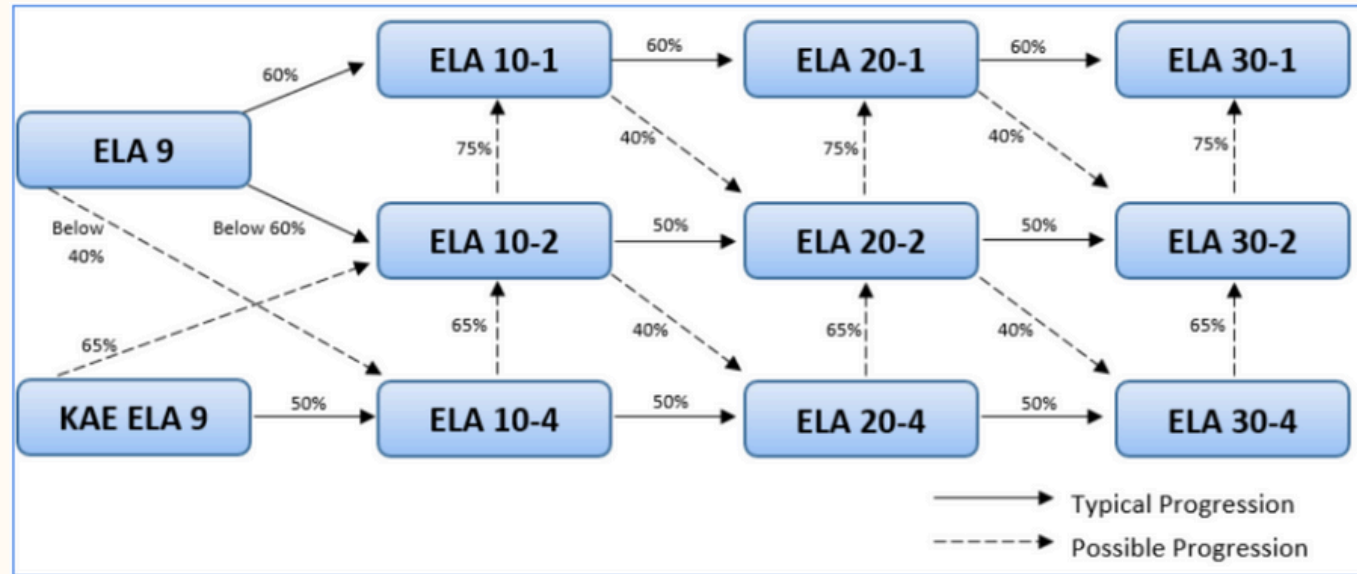 ELA 10-1
60%
ELA 20-1
60%
ELA 30-1
60%
ELA 9
75%
40%
75%
40%
75%
Below
40%
Below 60%
ELA 10-2
50%
ELA 20-2
50%
ELA 30-2
65%
65%
40%
65%
40%
65%
KAE ELA 9
50%
ELA 10-4
50%
ELA 20-4
50%
ELA 30-4
Typical Progression
Possible Progression